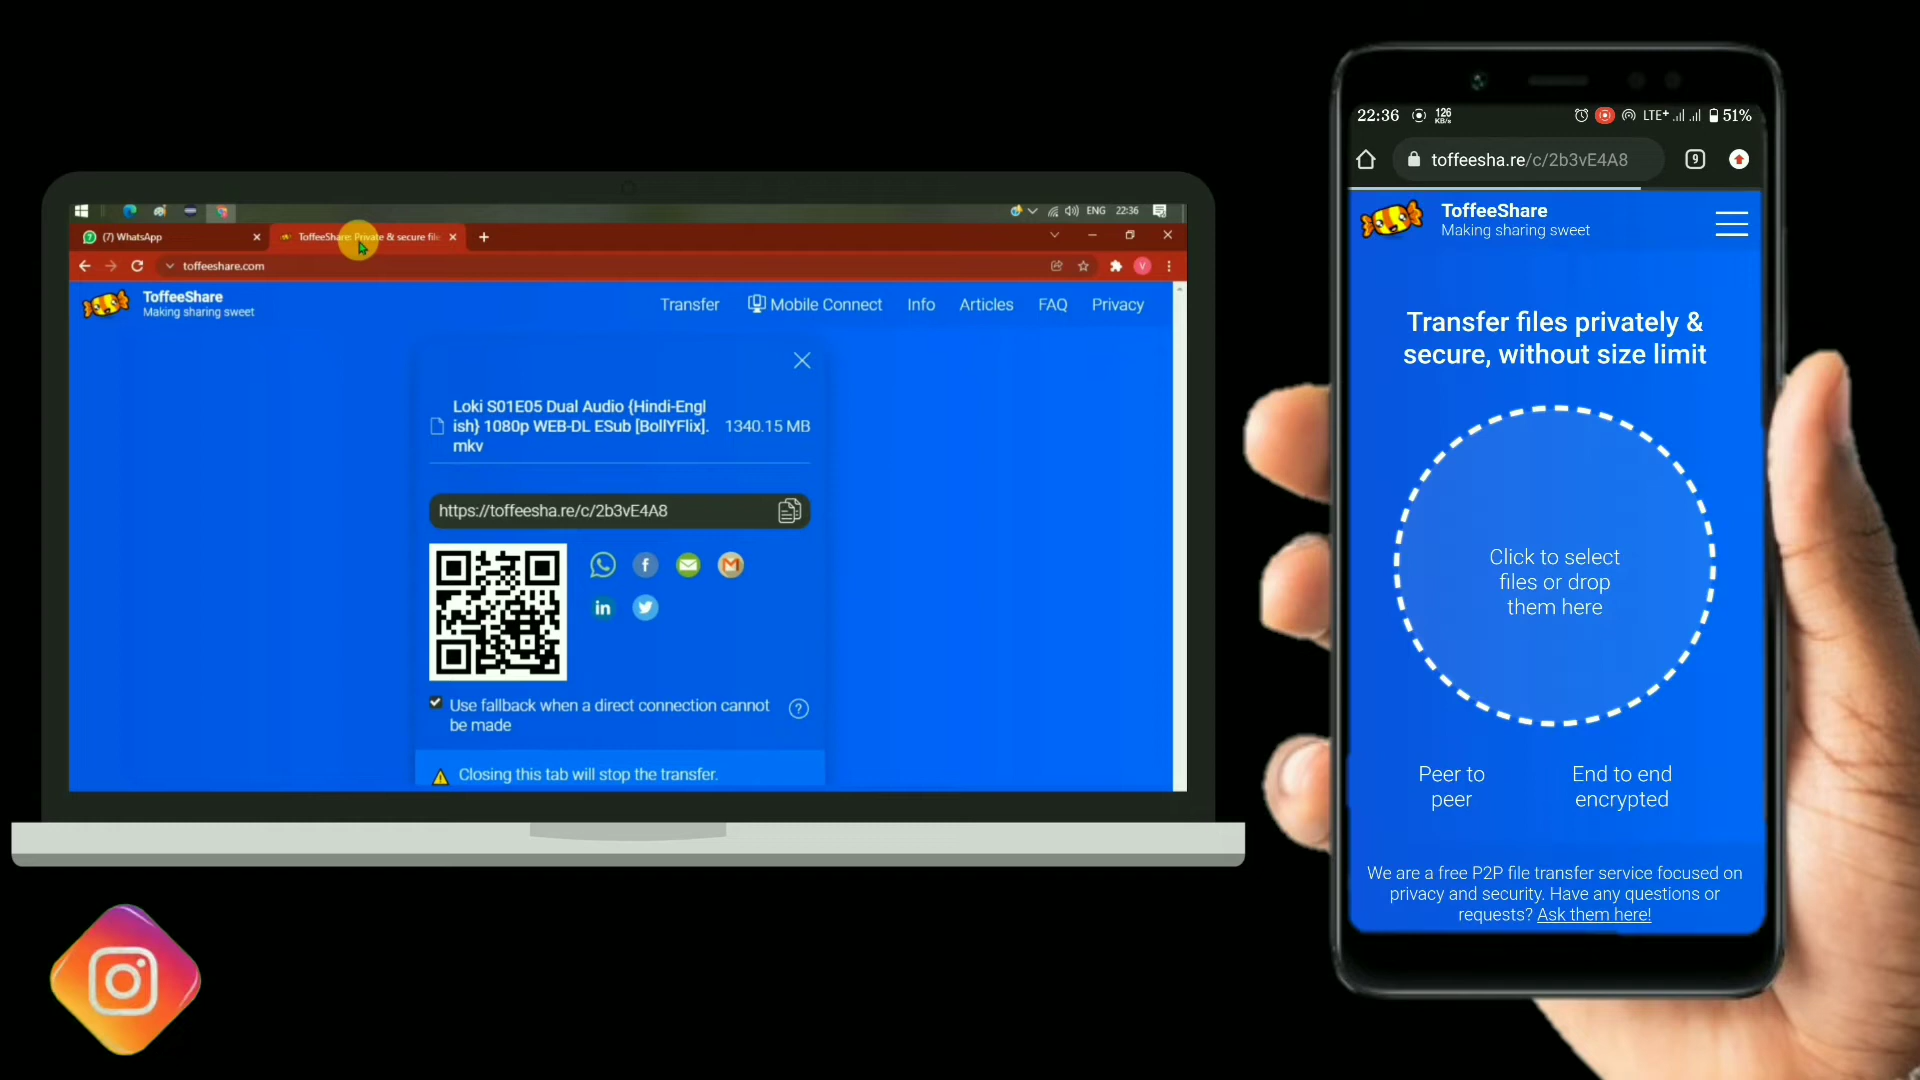 ENG 22:36
(7) WhatsApp
ToffeeShare: Private & secure file
toffeeshare.com
V
ToffeeShare
Making sharing sweet
Transfer
Mobile Connect
Info
Articles
FAQ
Privacy
Loki S01E05 Dual Audio {Hindi-Engl
ish} 1080p WEB-DL ESub [BollYFlix].
mkv
1340.15 MB
https://toffeesha.re/c/2b3vE4A8
Use fallback when a direct connection cannot
be made
Closing this tab will stop the transfer.
22:36
126
KB/s
LTE+
51%
toffeesha.re/c/2b3vE4A8
9
ToffeeShare
Making sharing sweet
Transfer files privately &
secure, without size limit
Click to select
files or drop
them here
Peer to
peer
End to end
encrypted
We are a free P2P file transfer service focused on
privacy and security. Have any questions or
requests? Ask them here!